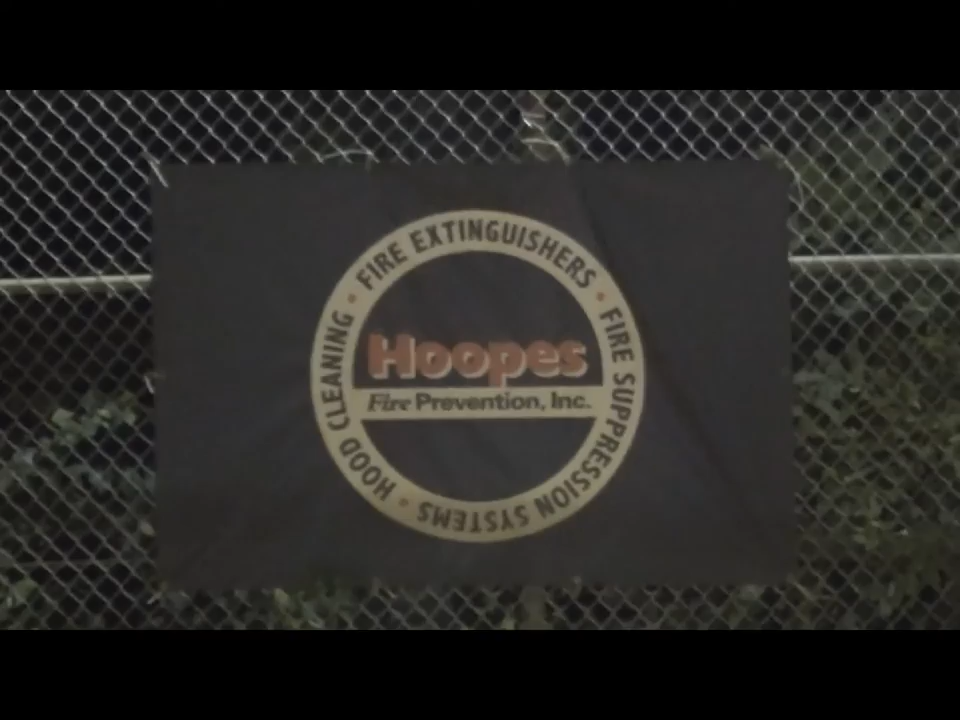 FIRE EXTINGUISHERS • FIRE SUPPRESSION SYSTEMS • HOOD CLEANING •
Hoopes
Fire Prevention, Inc.